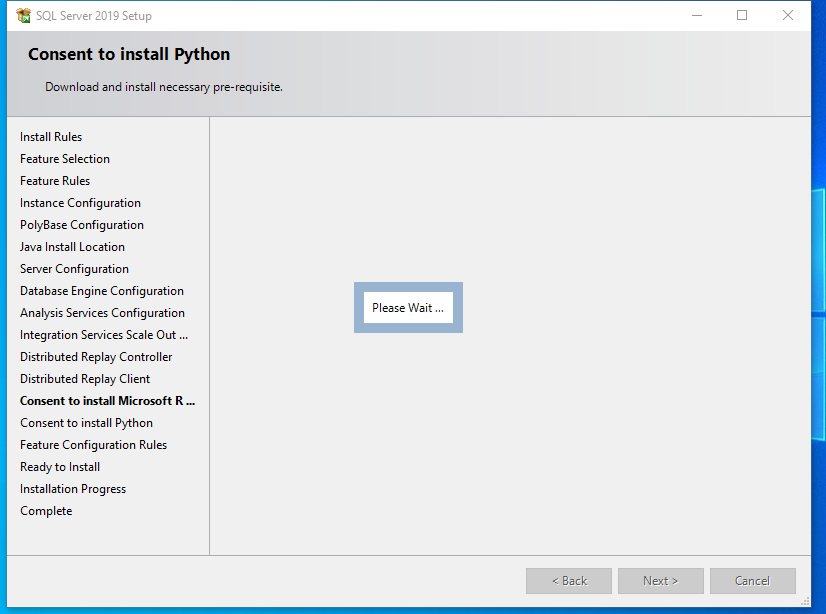 SQL Server 2019 Setup
Consent to install Python
Download and install necessary pre-requisite.
Install Rules
Feature Selection
Feature Rules
Instance Configuration
PolyBase Configuration
Java Install Location
Server Configuration
Database Engine Configuration
Analysis Services Configuration
Integration Services Scale Out ...
Distributed Replay Controller
Distributed Replay Client
Consent to install Microsoft R ...
Consent to install Python
Feature Configuration Rules
Ready to Install
Installation Progress
Complete
Please Wait ...
< Back
Next >
Cancel